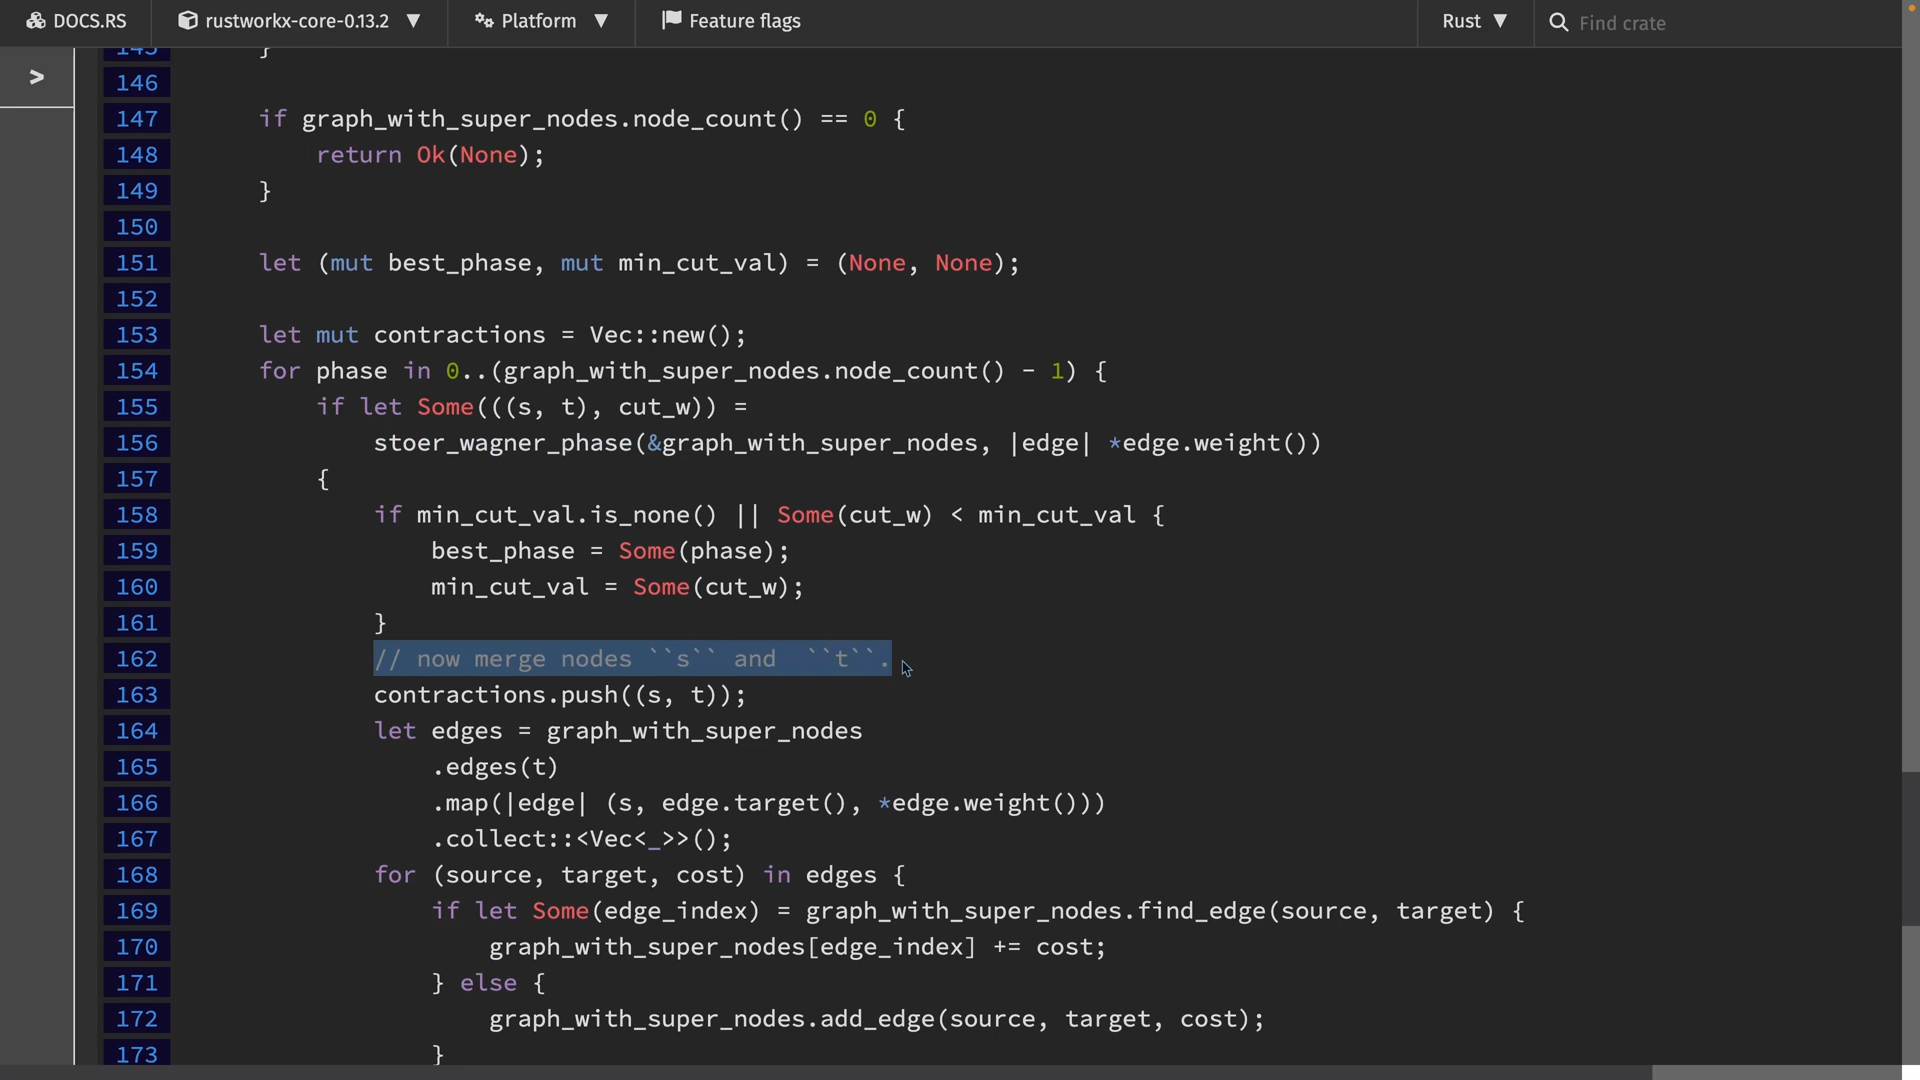 DOCS.RS rustworkx-core-0.13.2 ▼ Platform ▼ Feature flags Rust ▼ Find crate
>
145 }
146
147 if graph_with_super_nodes.node_count() == 0 {
148 return Ok(None);
149 }
150
151 let (mut best_phase, mut min_cut_val) = (None, None);
152
153 let mut contractions = Vec::new();
154 for phase in 0..(graph_with_super_nodes.node_count() - 1) {
155 if let Some(((s, t), cut_w)) =
156 stoer_wagner_phase(&graph_with_super_nodes, |edge| *edge.weight())
157 {
158 if min_cut_val.is_none() || Some(cut_w) < min_cut_val {
159 best_phase = Some(phase);
160 min_cut_val = Some(cut_w);
161 }
162 // now merge nodes ``s`` and  ``t``.
163 contractions.push((s, t));
164 let edges = graph_with_super_nodes
165 .edges(t)
166 .map(|edge| (s, edge.target(), *edge.weight()))
167 .collect::<Vec<_>>();
168 for (source, target, cost) in edges {
169 if let Some(edge_index) = graph_with_super_nodes.find_edge(source, target) {
170 graph_with_super_nodes[edge_index] += cost;
171 } else {
172 graph_with_super_nodes.add_edge(source, target, cost);
173 }